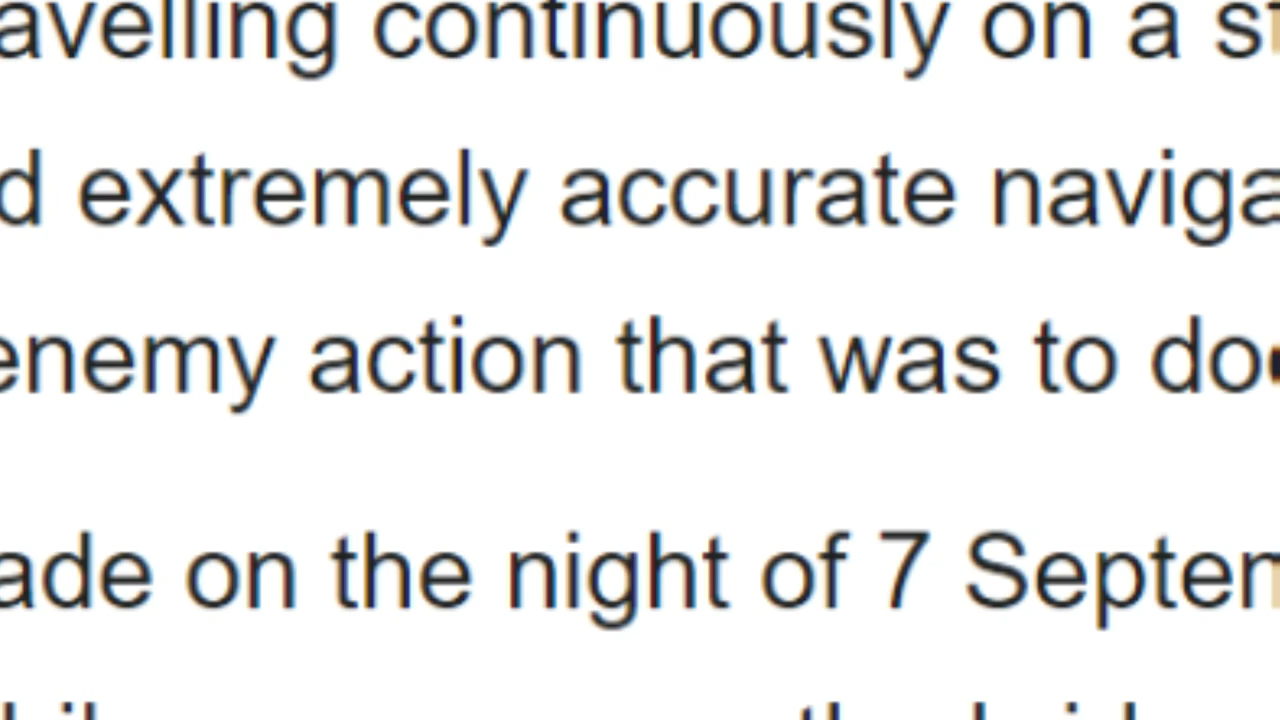 avelling continuously on a
extremely accurate naviga
enemy action that was to do
ade on the night of 7 Septem